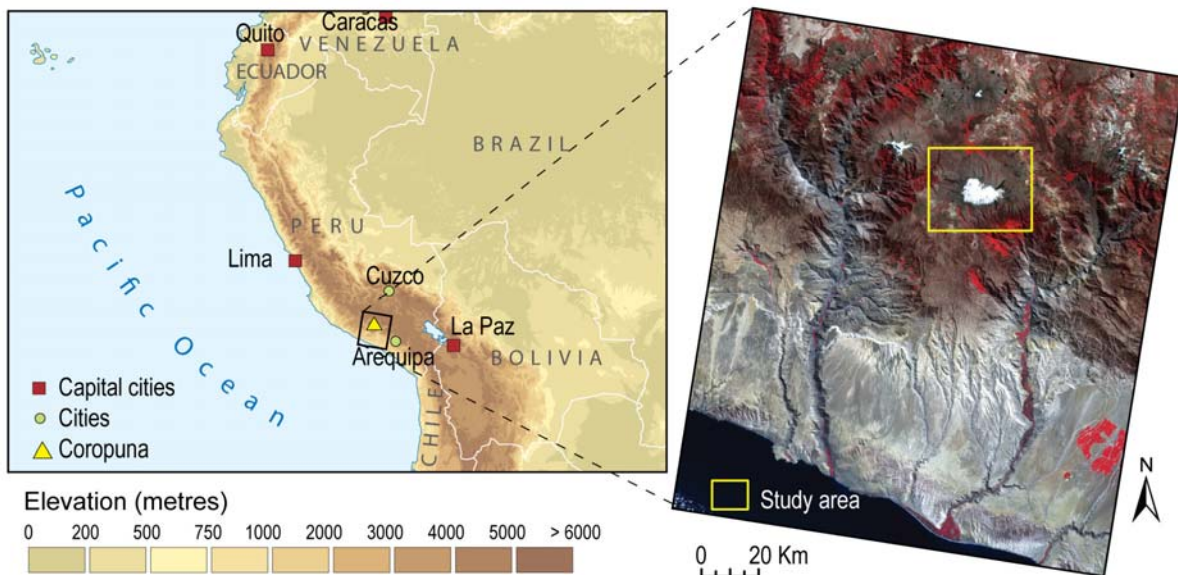 Caracas
Quito
VENEZUELA
ECUADOR
BRAZIL
PERU
Lima
Cuzco
La Paz
Arequipa
BOLIVIA
CHILE
Pacific Ocean
Capital cities
Cities
Coropuna
Elevation (metres)
0 200 500 750 1000 2000 3000 4000 5000 > 6000
Study area
N
0 20 Km